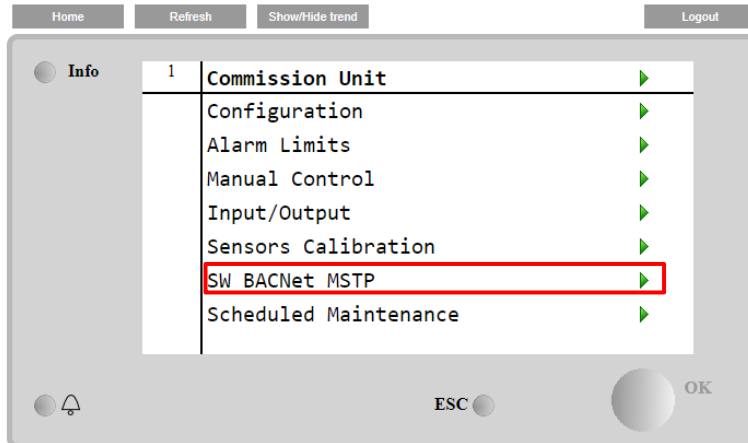 Home Refresh Show/Hide trend Logout
Info 1 Commission Unit
Configuration
Alarm Limits
Manual Control
Input/Output
Sensors Calibration
SW BACNet MSTP
Scheduled Maintenance
ESC OK